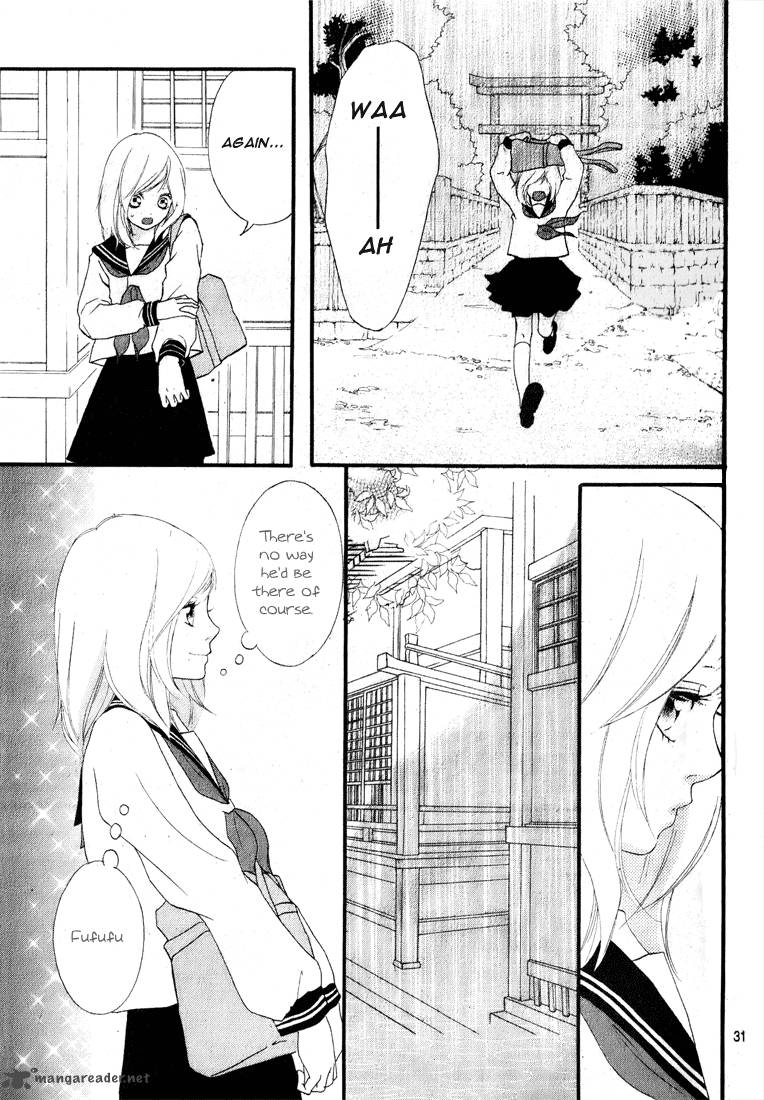 WAA
AH
AGAIN...
There's
no way
he'd be
there of
course.
Fufufu
31
mangareader.net